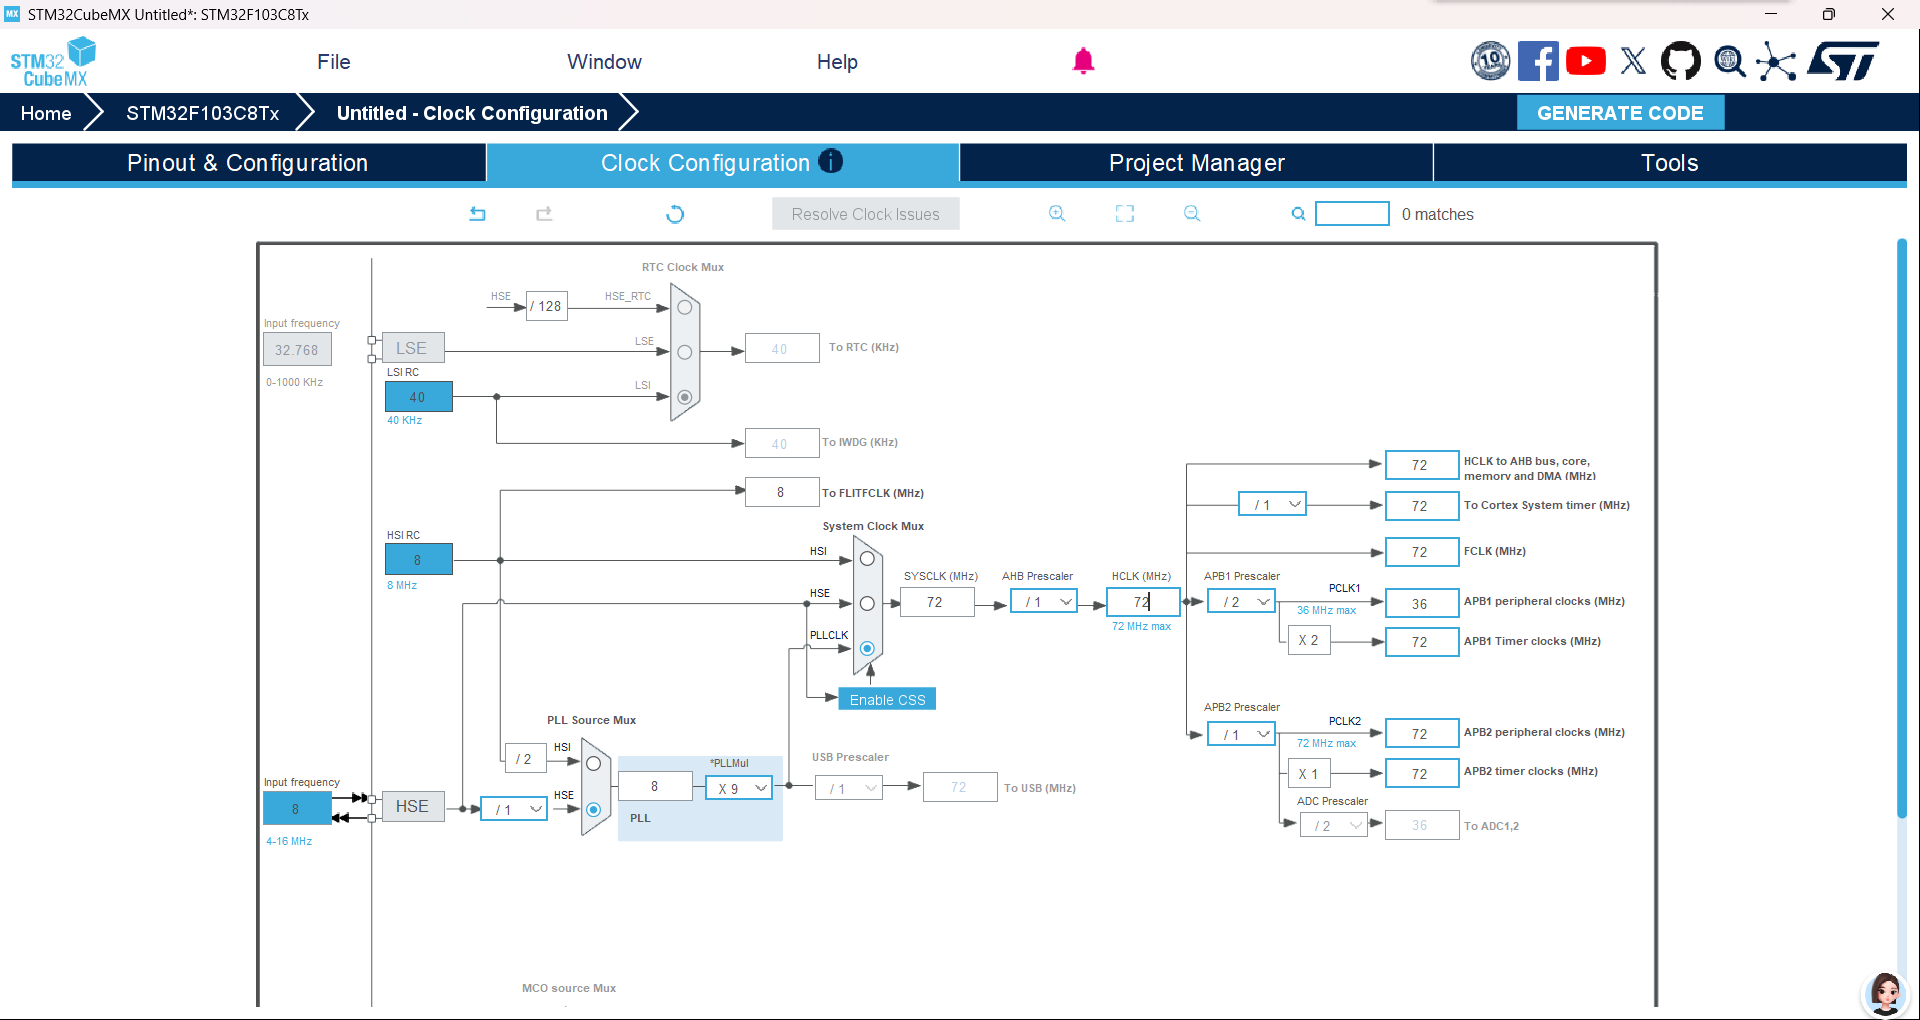 MX STM32CubeMX Untitled*: STM32F103C8Tx
STM32 CubeMX
File
Window
Help
10
Home
STM32F103C8Tx
Untitled - Clock Configuration
GENERATE CODE
Pinout & Configuration
Clock Configuration
Project Manager
Tools
Resolve Clock Issues
0 matches
RTC Clock Mux
HSE
/ 128
HSE_RTC
Input frequency
32.768
0-1000 KHz
LSE
LSE
40
To RTC (KHz)
LSI RC
40
40 KHz
LSI
40
To IWDG (KHz)
8
To FLITFCLK (MHz)
HSI RC
8
8 MHz
System Clock Mux
HSI
HSE
PLLCLK
Enable CSS
SYSCLK (MHz)
72
AHB Prescaler
/ 1
HCLK (MHz)
72
72 MHz max
72
HCLK to AHB bus, core,
memory and DMA (MHz)
/ 1
72
To Cortex System timer (MHz)
72
FCLK (MHz)
APB1 Prescaler
/ 2
PCLK1
36 MHz max
36
APB1 peripheral clocks (MHz)
X 2
72
APB1 Timer clocks (MHz)
APB2 Prescaler
/ 1
PCLK2
72 MHz max
72
APB2 peripheral clocks (MHz)
X 1
72
APB2 timer clocks (MHz)
ADC Prescaler
/ 2
36
To ADC1,2
PLL Source Mux
HSI
/ 2
HSE
Input frequency
8
4-16 MHz
HSE
/ 1
8
PLL
*PLLMul
X 9
USB Prescaler
/ 1
72
To USB (MHz)
MCO source Mux